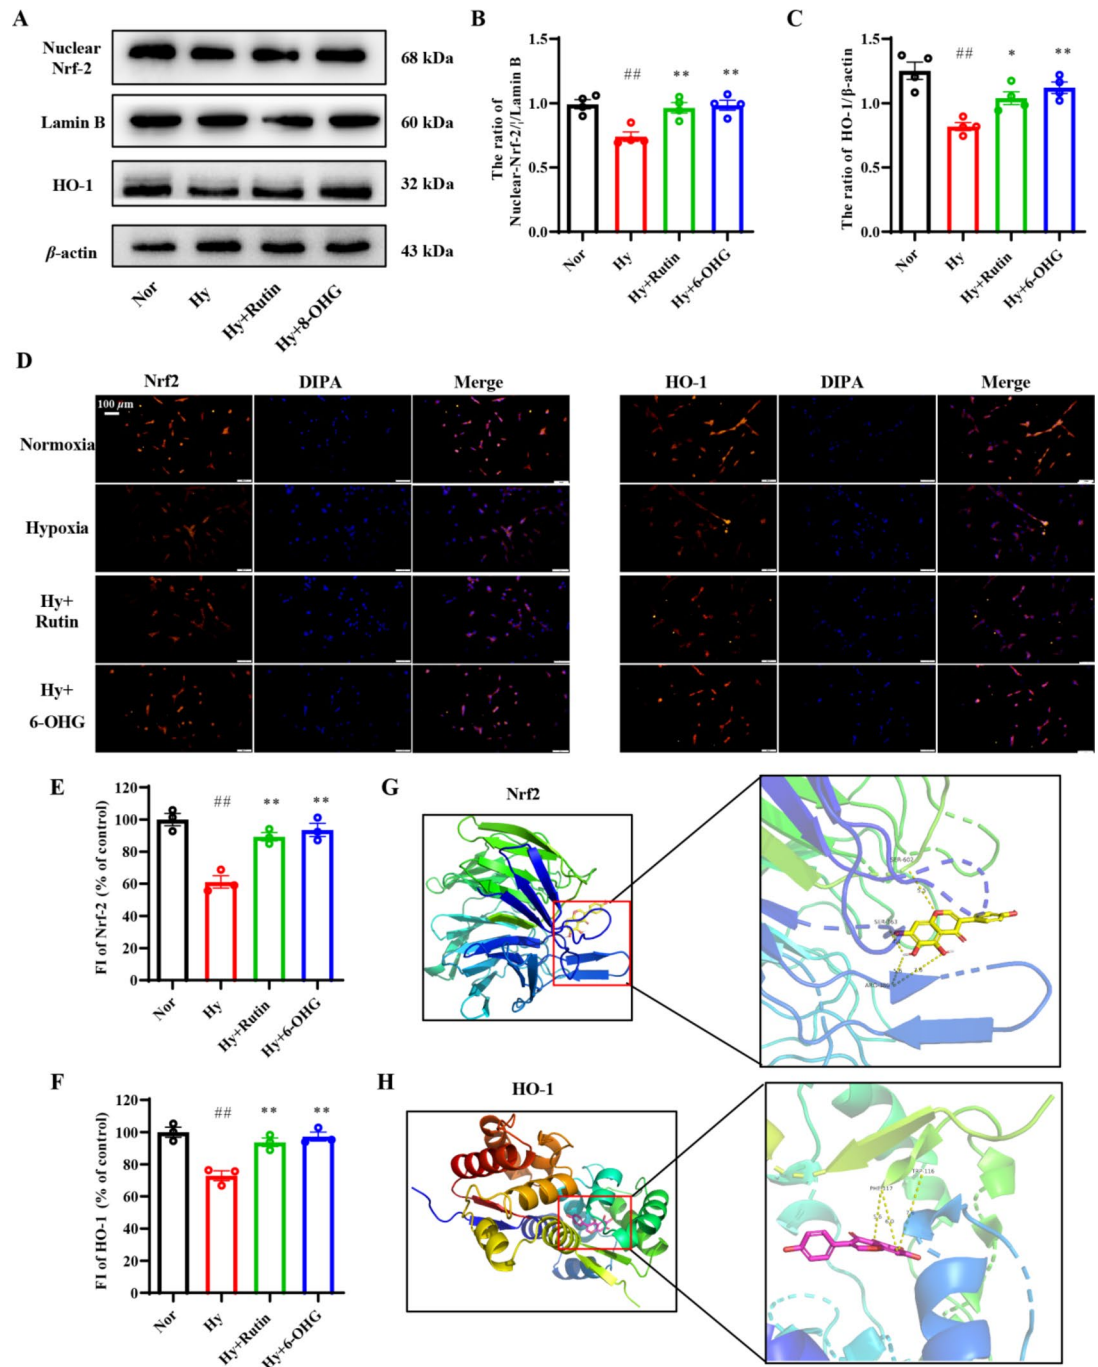 A
Nuclear
Nrf-2
68 kDa
Lamin B
60 kDa
HO-1
32 kDa
β-actin
43 kDa
Nor
Hy
Hy+Rutin
Hy+8-OHG
B
The ratio of
Nuclear-Nrf-2/¦/Lamin B
1.5
1.0
0.5
0.0
##
**
**
Nor
Hy
Hy+Rutin
Hy+6-OHG
C
The ratio of HO-1/β-actin
1.5
1.0
0.5
0.0
##
*
**
Nor
Hy
Hy+Rutin
Hy+6-OHG
D
Nrf2
DIPA
Merge
HO-1
DIPA
Merge
100 µm
Normoxia
Hypoxia
Hy+
Rutin
Hy+
6-OHG
E
FI of Nrf-2 (% of control)
120
100
80
60
40
20
0
##
**
**
Nor
Hy
Hy+Rutin
Hy+6-OHG
F
FI of HO-1 (% of control)
120
100
80
60
40
20
0
##
**
**
Nor
Hy
Hy+Rutin
Hy+6-OHG
G
Nrf2
SER-602
H
HO-1